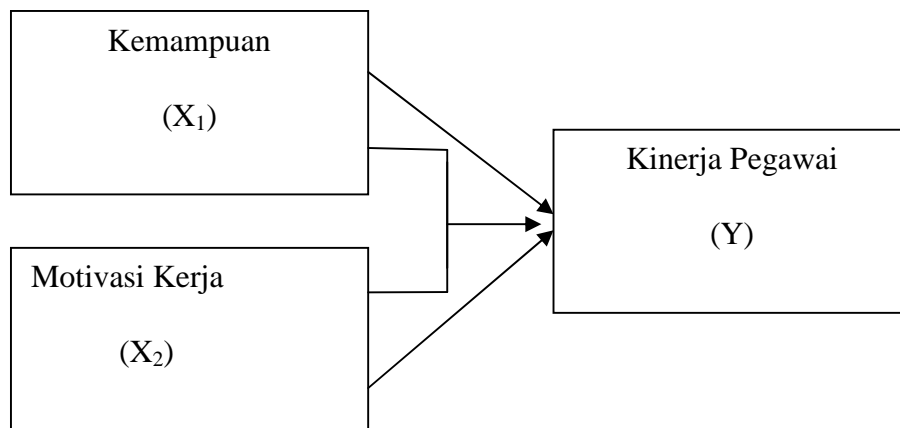 Kemampuan
(X₁)
Kinerja Pegawai
(Y)
Motivasi Kerja
(X₂)